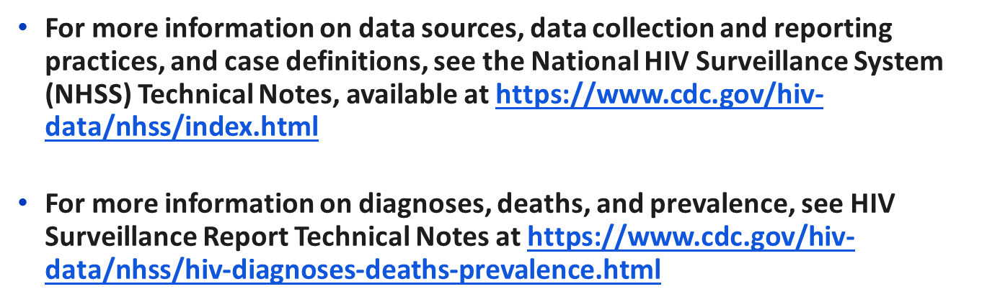 • For more information on data sources, data collection and reporting
practices, and case definitions, see the National HIV Surveillance System
(NHSS) Technical Notes, available at https://www.cdc.gov/hiv-
data/nhss/index.html
• For more information on diagnoses, deaths, and prevalence, see HIV
Surveillance Report Technical Notes at https://www.cdc.gov/hiv-
data/nhss/hiv-diagnoses-deaths-prevalence.html